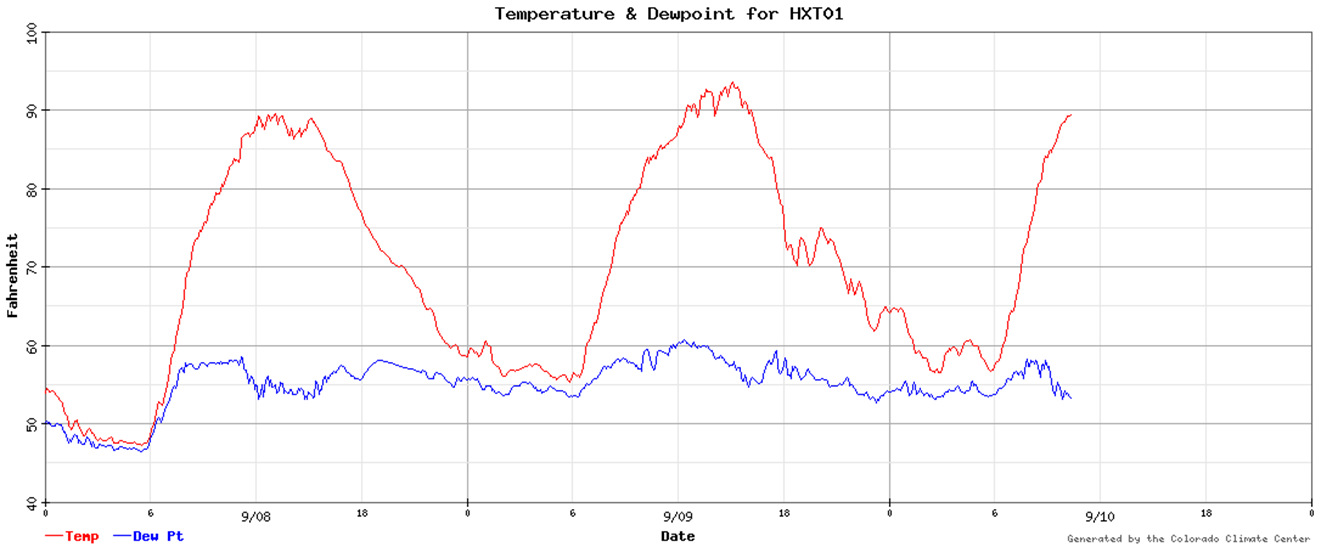 Temperature & Dewpoint for HXT01
100
90
80
70
60
50
40
Fahrenheit
0 6 9/08 18 0 6 9/09 18 0 6 9/10 18 0
Temp Dew Pt
Date
Generated by the Colorado Climate Center